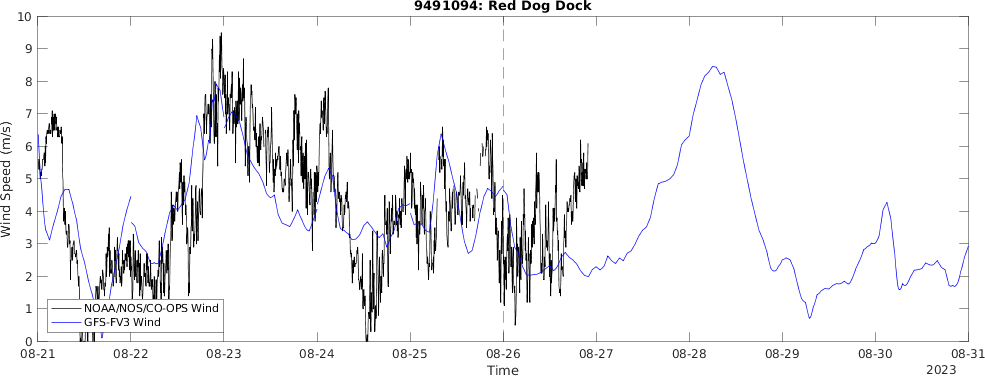 9491094: Red Dog Dock
Wind Speed (m/s)
10
9
8
7
6
5
4
3
2
1
0
NOAA/NOS/CO-OPS Wind
GFS-FV3 Wind
08-21 08-22 08-23 08-24 08-25 08-26 08-27 08-28 08-29 08-30 08-31
Time
2023